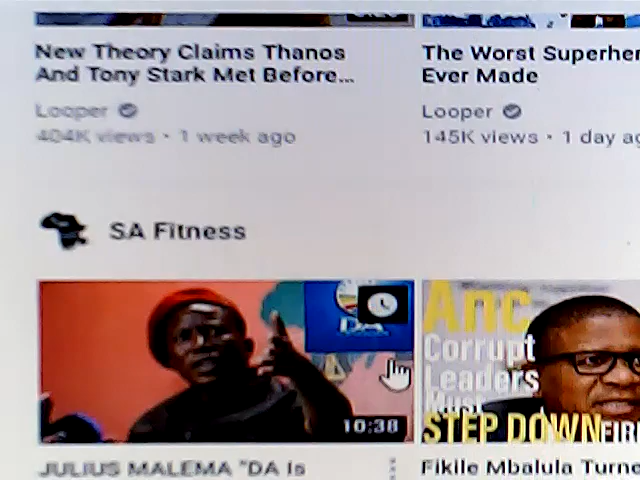 New Theory Claims Thanos
And Tony Stark Met Before...
Looper
404K views • 1 week ago
The Worst Superher
Ever Made
Looper
145K views • 1 day ag
SA Fitness
DA
10:38
JULIUS MALEMA "DA Is
Anc
Corrupt
Leaders
Must
STEP DOWN FIR
Fikile Mbalula Turne